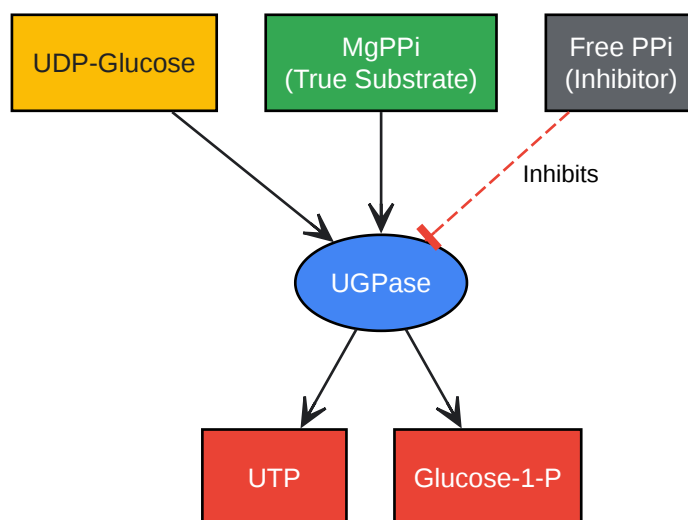 UDP-Glucose
MgPPi
(True Substrate)
Free PPi
(Inhibitor)
Inhibits
UGPase
UTP
Glucose-1-P